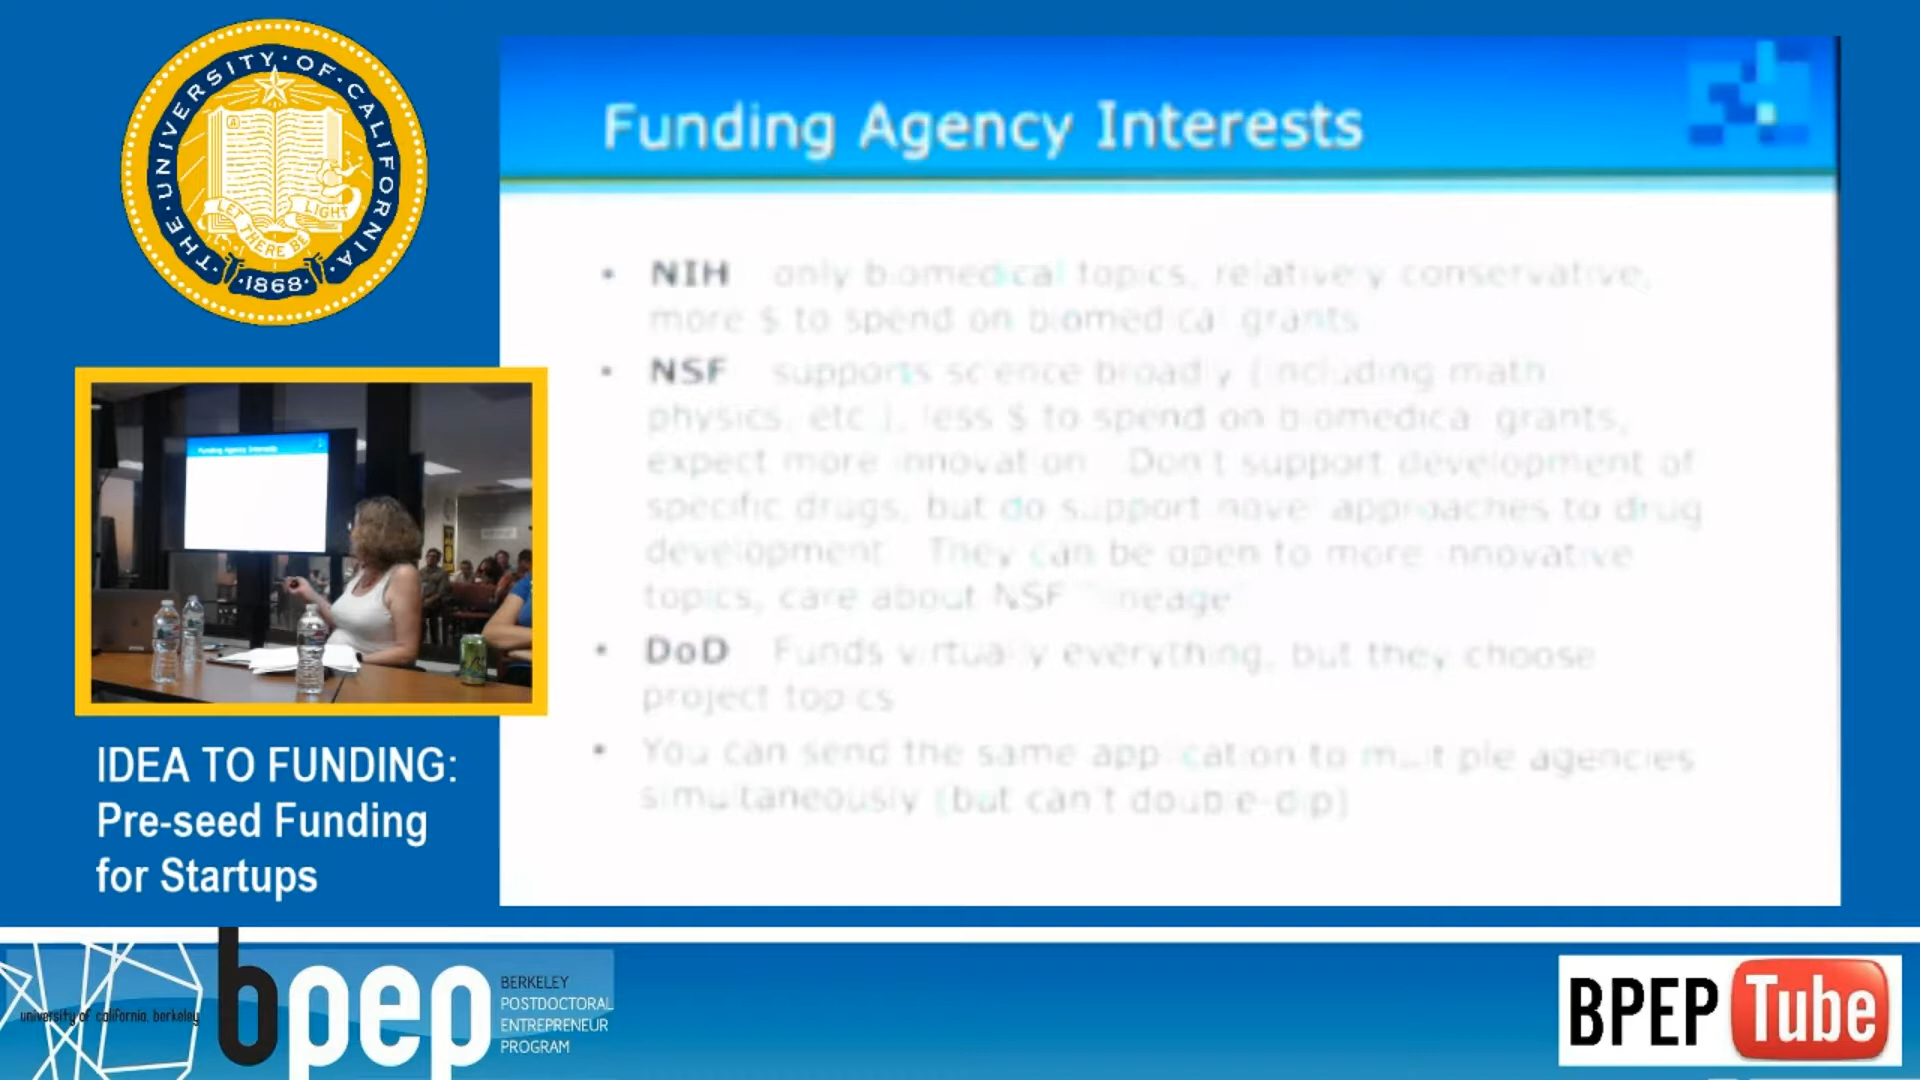 THE·UNIVERSITY·OF·CALIFORNIA·
A
LET THERE BE LIGHT
·1868·
Funding Agency Interests
• NIH only biomedical topics, relatively conservative,
more $ to spend on biomedical grants
• NSF supports science broadly (including math
physics, etc.), less $ to spend on biomedical grants,
expect more innovation. Don't support development of
specific drugs, but do support novel approaches to drug
development. They can be open to more innovative
topics, care about NSF "lineage"
• DoD Funds virtually everything, but they choose
project topics
• You can send the same application to multiple agencies
simultaneously (but can't double-dip)
Funding Agency Interests
IDEA TO FUNDING:
Pre-seed Funding
for Startups
university of california, berkeley
bpep
BERKELEY
POSTDOCTORAL
ENTREPRENEUR
PROGRAM
BPEP Tube